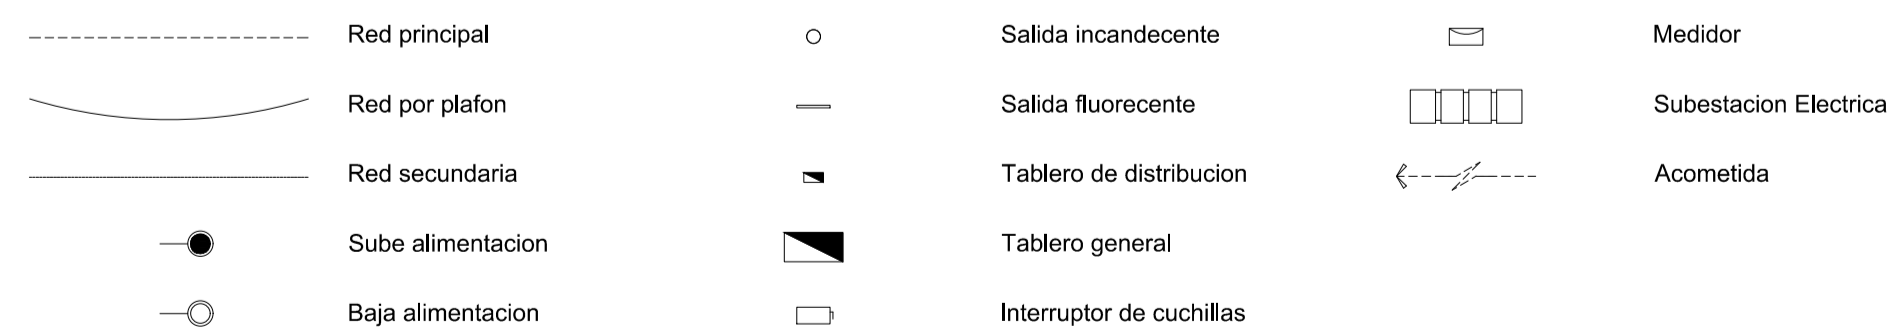 Red principal
Red por plafon
Red secundaria
Sube alimentacion
Baja alimentacion
Salida incandecente
Salida fluorecente
Tablero de distribucion
Tablero general
Interruptor de cuchillas
Medidor
Subestacion Electrica
Acometida